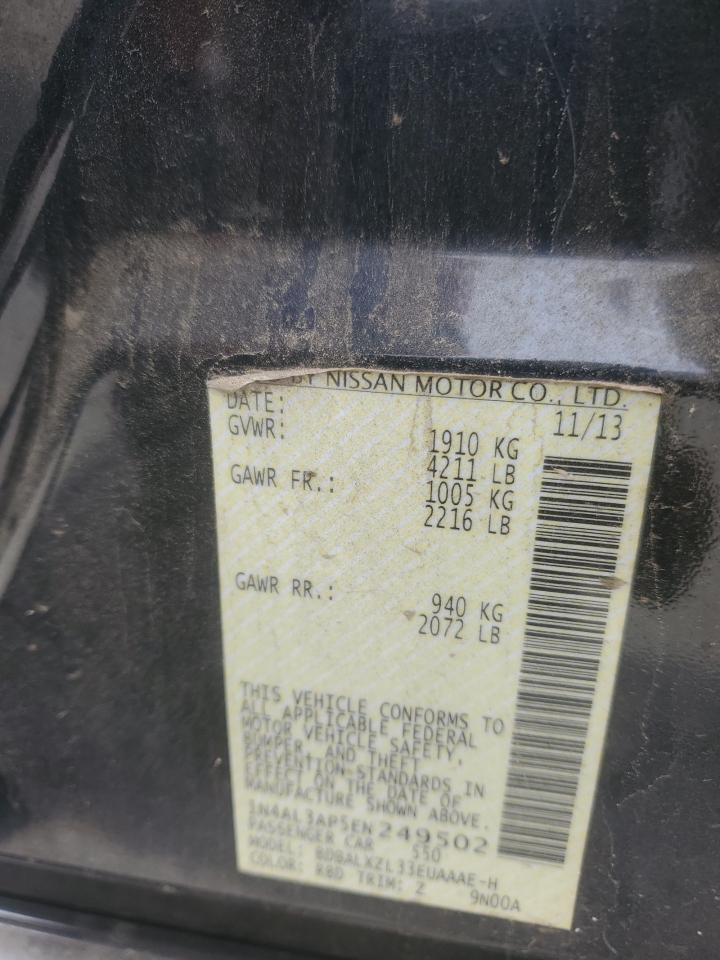 BY NISSAN MOTOR CO., LTD.
DATE: 11/13
GVWR: 1910 KG
4211 LB
GAWR FR.: 1005 KG
2216 LB
GAWR RR.: 940 KG
2072 LB
THIS VEHICLE CONFORMS TO
ALL APPLICABLE FEDERAL
MOTOR VEHICLE SAFETY,
BUMPER, AND THEFT
PREVENTION STANDARDS IN
EFFECT ON THE DATE OF
MANUFACTURE SHOWN ABOVE.
1N4AL3AP5EN249502
PASSENGER CAR 550
MODEL: BDBALXZL33EUAAAE-H
COLOR: KBD TRIM: Z 9N00A